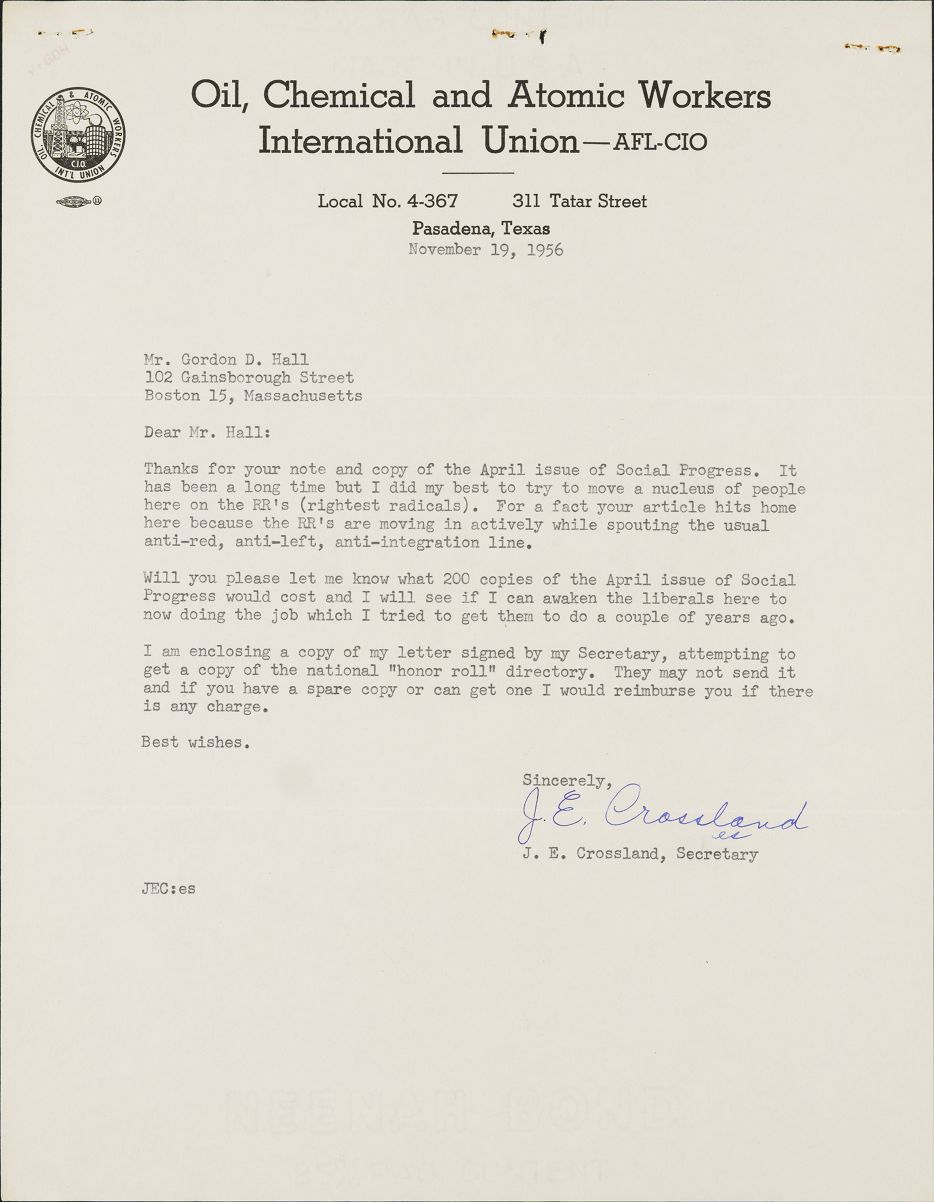 OIL, CHEMICAL & ATOMIC WORKERS
C.I.O.
INT'L UNION
Oil, Chemical and Atomic Workers
International Union—AFL-CIO
Local No. 4-367 311 Tatar Street
Pasadena, Texas
November 19, 1956
Mr. Gordon D. Hall
102 Gainsborough Street
Boston 15, Massachusetts
Dear Mr. Hall:
Thanks for your note and copy of the April issue of Social Progress. It
has been a long time but I did my best to try to move a nucleus of people
here on the RR's (rightest radicals). For a fact your article hits home
here because the RR's are moving in actively while spouting the usual
anti-red, anti-left, anti-integration line.
Will you please let me know what 200 copies of the April issue of Social
Progress would cost and I will see if I can awaken the liberals here to
now doing the job which I tried to get them to do a couple of years ago.
I am enclosing a copy of my letter signed by my Secretary, attempting to
get a copy of the national "honor roll" directory. They may not send it
and if you have a spare copy or can get one I would reimburse you if there
is any charge.
Best wishes.
Sincerely,
J. E. Crossland
es
J. E. Crossland, Secretary
JEC:es
NEENAH BOND
25% RAG CONTENT